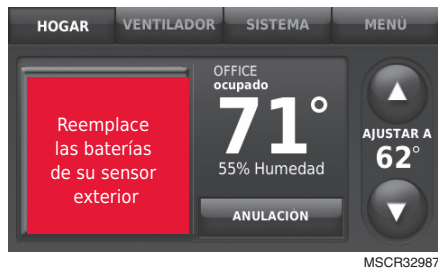 HOGAR VENTILADOR SISTEMA MENÚ
Reemplace
las baterías
de su sensor
exterior
OFFICE
ocupado
71°
55% Humedad
ANULACIÓN
AJUSTAR A
62°
MSCR32987